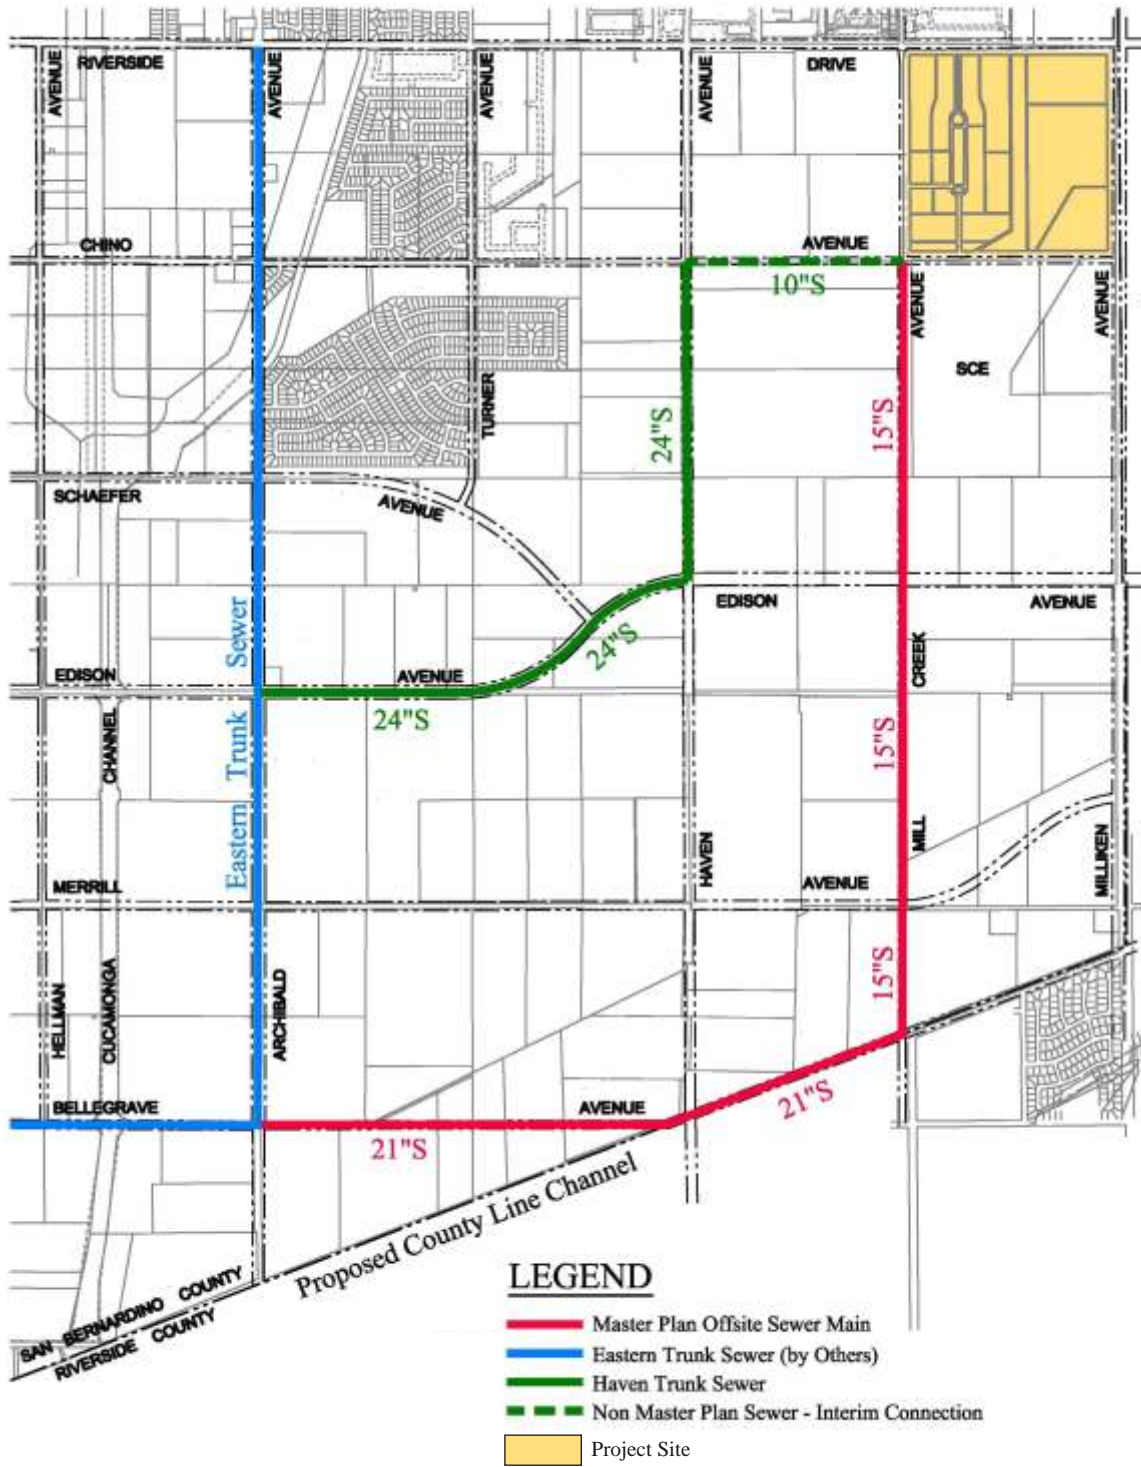 RIVERSIDE
DRIVE
AVENUE
AVENUE
AVENUE
AVENUE
CHINO
AVENUE
10"S
AVENUE
AVENUE
SCE
TURNER
24"S
15"S
SCHAEFER
AVENUE
EDISON
AVENUE
Eastern Trunk Sewer
24"S
EDISON
AVENUE
CREEK
24"S
CHANNEL
15"S
MERRILL
HAVEN
AVENUE
MILL
MILLIKEN
HELLMAN
CUCAMONGA
ARCHIBALD
15"S
BELLEGRAVE
AVENUE
21"S
21"S
Proposed County Line Channel
SAN BERNARDINO COUNTY
RIVERSIDE COUNTY
LEGEND
Master Plan Offsite Sewer Main
Eastern Trunk Sewer (by Others)
Haven Trunk Sewer
Non Master Plan Sewer - Interim Connection
Project Site